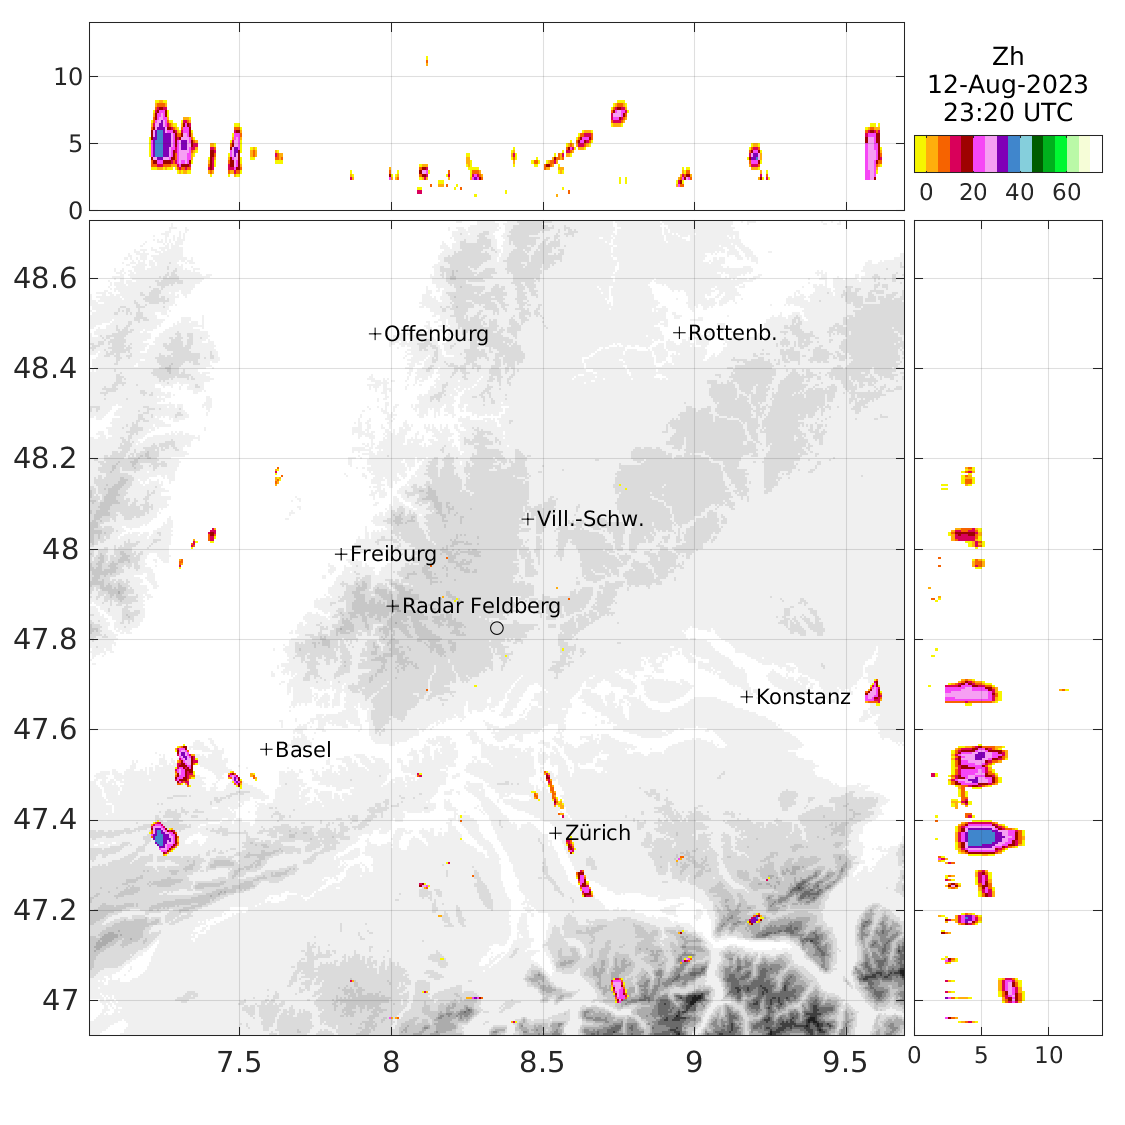 Zh
12-Aug-2023
23:20 UTC
0 20 40 60
10
5
0
48.6
48.4
48.2
48
47.8
47.6
47.4
47.2
47
Offenburg
Rottenb.
Vill.-Schw.
Freiburg
Radar Feldberg
Konstanz
Basel
Zürich
7.5 8 8.5 9 9.5
0 5 10